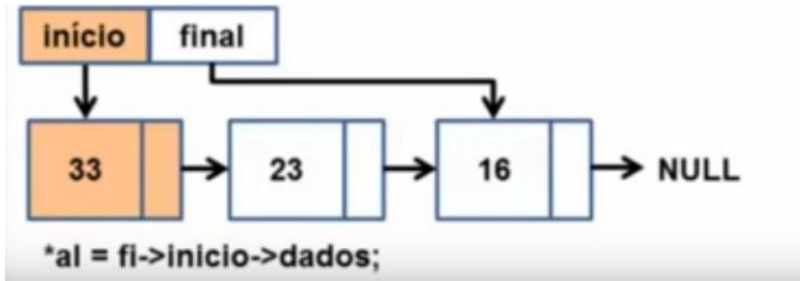 início final
33 23 16 NULL
*al = fi->inicio->dados;